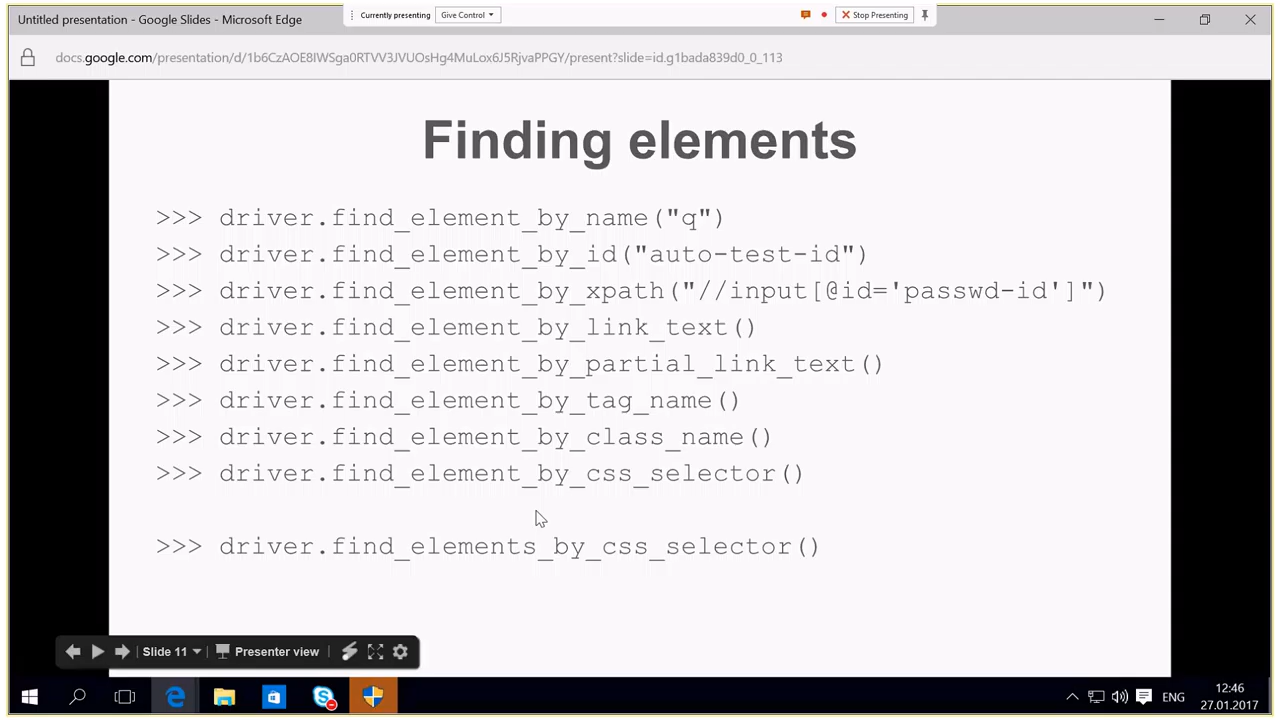 Untitled presentation - Google Slides - Microsoft Edge
Currently presenting Give Control Stop Presenting
docs.google.com/presentation/d/1b6CzAOE8IWSga0RTVV3JVUOsHg4MuLox6J5RjvaPPGY/present?slide=id.g1bada839d0_0_113
Finding elements
>>> driver.find_element_by_name("q")
>>> driver.find_element_by_id("auto-test-id")
>>> driver.find_element_by_xpath("//input[@id='passwd-id']")
>>> driver.find_element_by_link_text()
>>> driver.find_element_by_partial_link_text()
>>> driver.find_element_by_tag_name()
>>> driver.find_element_by_class_name()
>>> driver.find_element_by_css_selector()
>>> driver.find_elements_by_css_selector()
Slide 11 Presenter view
ENG
12:46
27.01.2017